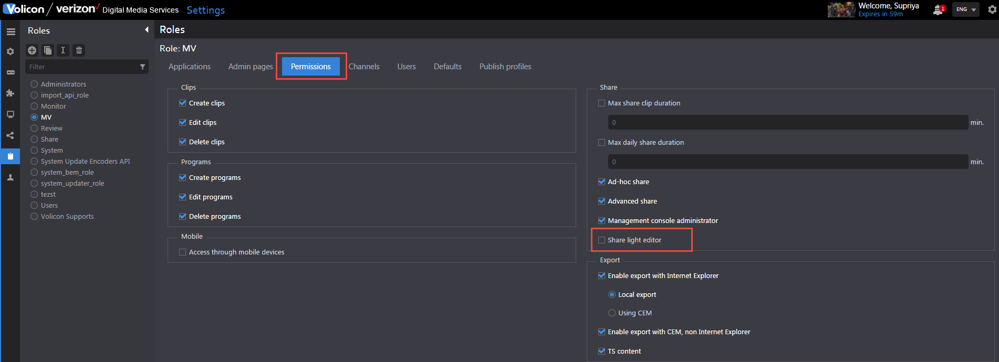 Volicon / verizon✓ Digital Media Services Settings
Welcome, Supriya
Expires in 59m
1
ENG
Roles
Filter
Administrators
import_api_role
Monitor
MV
Review
Share
System
System Update Encoders API
system_bem_role
system_updater_role
tezst
Users
Volicon Supports
Roles
Role: MV
Applications Admin pages Permissions Channels Users Defaults Publish profiles
Clips
Create clips
Edit clips
Delete clips
Programs
Create programs
Edit programs
Delete programs
Mobile
Access through mobile devices
Share
Max share clip duration
0 min.
Max daily share duration
0 min.
Ad-hoc share
Advanced share
Management console administrator
Share light editor
Export
Enable export with Internet Explorer
Local export
Using CEM
Enable export with CEM, non Internet Explorer
TS content